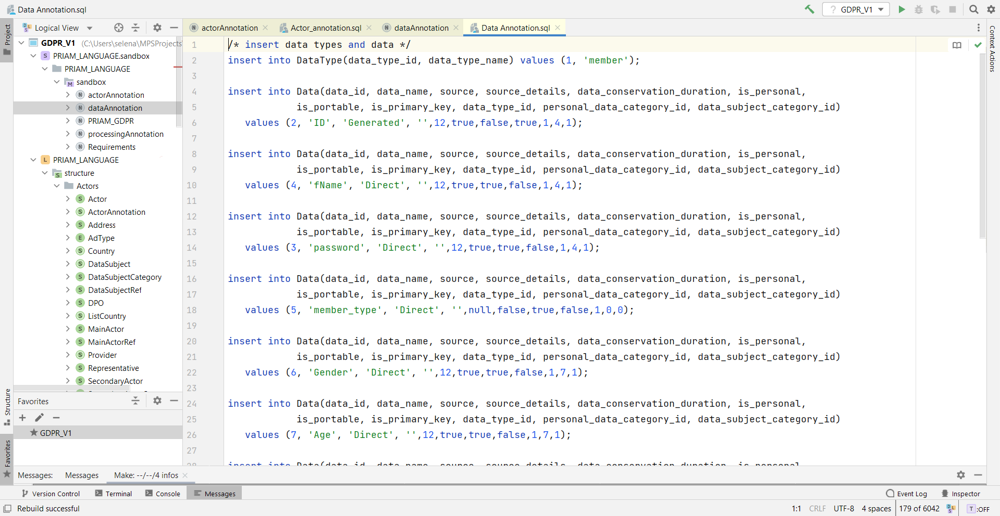 Data Annotation.sql
GDPR_V1
Logical View
actorAnnotation
Actor_annotation.sql
dataAnnotation
Data Annotation.sql
Project
Structure
Favorites
Context Actions
GDPR_V1 (C:\Users\selena\MPSProjects
PRIAM_LANGUAGE.sandbox
PRIAM_LANGUAGE
sandbox
actorAnnotation
dataAnnotation
PRIAM_GDPR
processingAnnotation
Requirements
PRIAM_LANGUAGE
structure
Actors
Actor
ActorAnnotation
Address
AdType
Country
DataSubject
DataSubjectCategory
DataSubjectRef
DPO
ListCountry
MainActor
MainActorRef
Provider
Representative
SecondaryActor
Favorites
GDPR_V1
1 /* insert data types and data */
2 insert into DataType(data_type_id, data_type_name) values (1, 'member');
3
4 insert into Data(data_id, data_name, source, source_details, data_conservation_duration, is_personal,
5 is_portable, is_primary_key, data_type_id, personal_data_category_id, data_subject_category_id)
6 values (2, 'ID', 'Generated', '',12,true,false,true,1,4,1);
7
8 insert into Data(data_id, data_name, source, source_details, data_conservation_duration, is_personal,
9 is_portable, is_primary_key, data_type_id, personal_data_category_id, data_subject_category_id)
10 values (4, 'fName', 'Direct', '',12,true,true,false,1,4,1);
11
12 insert into Data(data_id, data_name, source, source_details, data_conservation_duration, is_personal,
13 is_portable, is_primary_key, data_type_id, personal_data_category_id, data_subject_category_id)
14 values (3, 'password', 'Direct', '',12,true,true,false,1,4,1);
15
16 insert into Data(data_id, data_name, source, source_details, data_conservation_duration, is_personal,
17 is_portable, is_primary_key, data_type_id, personal_data_category_id, data_subject_category_id)
18 values (5, 'member_type', 'Direct', '',null,false,true,false,1,0,0);
19
20 insert into Data(data_id, data_name, source, source_details, data_conservation_duration, is_personal,
21 is_portable, is_primary_key, data_type_id, personal_data_category_id, data_subject_category_id)
22 values (6, 'Gender', 'Direct', '',12,true,true,false,1,7,1);
23
24 insert into Data(data_id, data_name, source, source_details, data_conservation_duration, is_personal,
25 is_portable, is_primary_key, data_type_id, personal_data_category_id, data_subject_category_id)
26 values (7, 'Age', 'Direct', '',12,true,true,false,1,7,1);
27
28 insert into Data(data_id, data_name, source, source_details, data_conservation_duration, is_personal
Messages: Messages Make: --/--/4 infos
Version Control Terminal Console Messages Event Log Inspector
Rebuild successful 1:1 CRLF UTF-8 4 spaces 179 of 6042 T :OFF